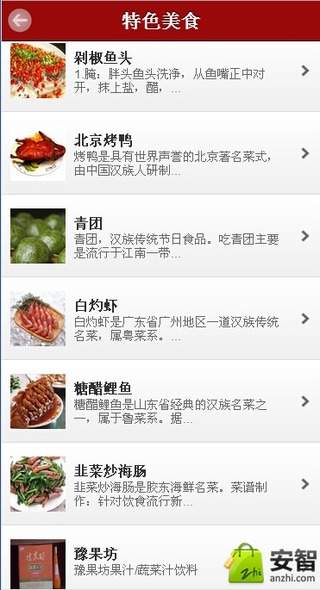 特色美食
剁椒鱼头
1.腌：胖头鱼头洗净，从鱼嘴正中对
开，抹上盐，醋，...
北京烤鸭
烤鸭是具有世界声誉的北京著名菜式，
由中国汉族人研制...
青团
青团，汉族传统节日食品。吃青团主要
是流行于江南一带...
白灼虾
白灼虾是广东省广州地区一道汉族传统
名菜，属粤菜系。...
糖醋鲤鱼
糖醋鲤鱼是山东省经典的汉族名菜之
一，属于鲁菜系。据...
韭菜炒海肠
韭菜炒海肠是胶东海鲜名菜。菜谱制
作：针对饮食流行新...
豫果坊
豫果坊果汁/蔬菜汁饮料
zhi
安智
anzhi.com